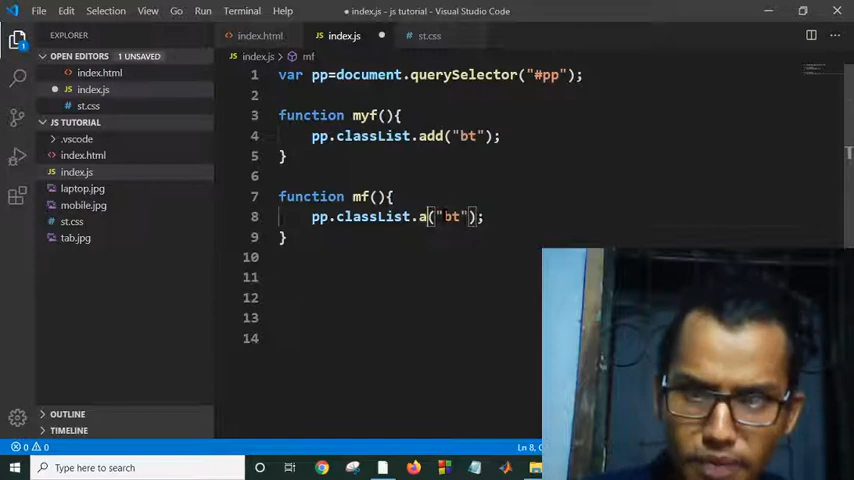 File Edit Selection View Go Run Terminal Help
● index.js - js tutorial - Visual Studio Code
EXPLORER
index.html
index.js
st.css
OPEN EDITORS 1 UNSAVED
index.html
index.js
st.css
JS TUTORIAL
.vscode
index.html
index.js
laptop.jpg
mobile.jpg
st.css
tab.jpg
OUTLINE
TIMELINE
index.js > mf
1 var pp=document.querySelector("#pp");
2
3 function myf(){
4 pp.classList.add("bt");
5 }
6
7 function mf(){
8 pp.classList.a("bt");
9 }
10
11
12
13
14
1
0 0
Ln 8,
Type here to search